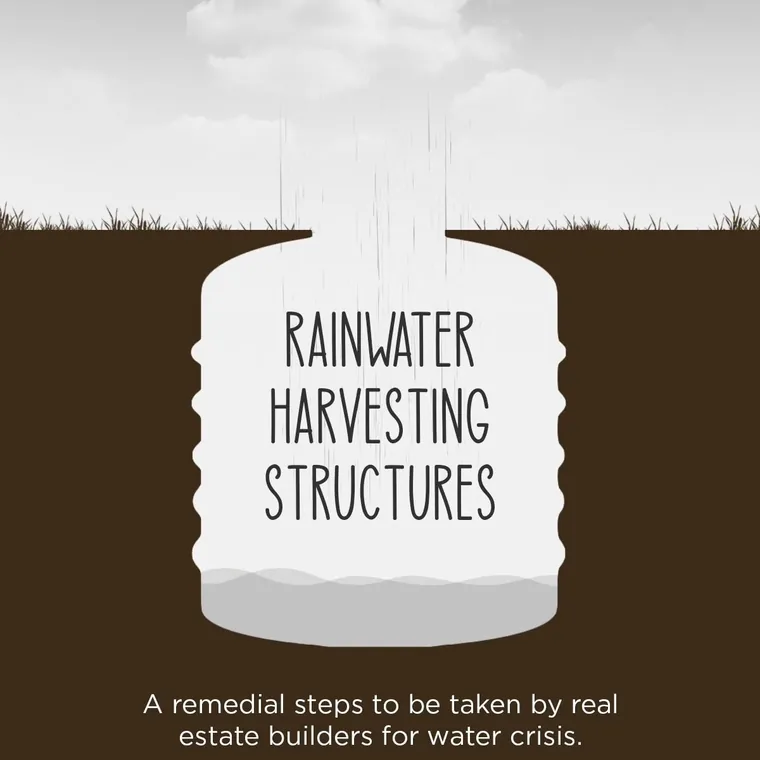 RAINWATER
HARVESTING
STRUCTURES
A remedial steps to be taken by real
estate builders for water crisis.